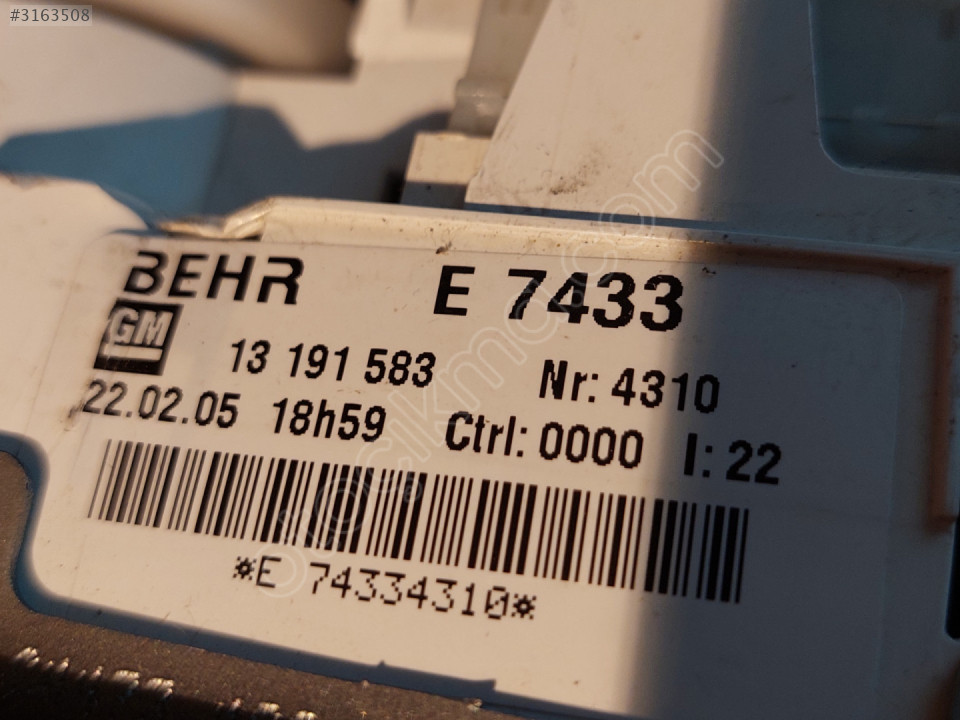 #3163508
BEHR E 7433
GM
13 191 583 Nr: 4310
22.02.05 18h59 Ctrl: 0000 I: 22
*E 74334310*